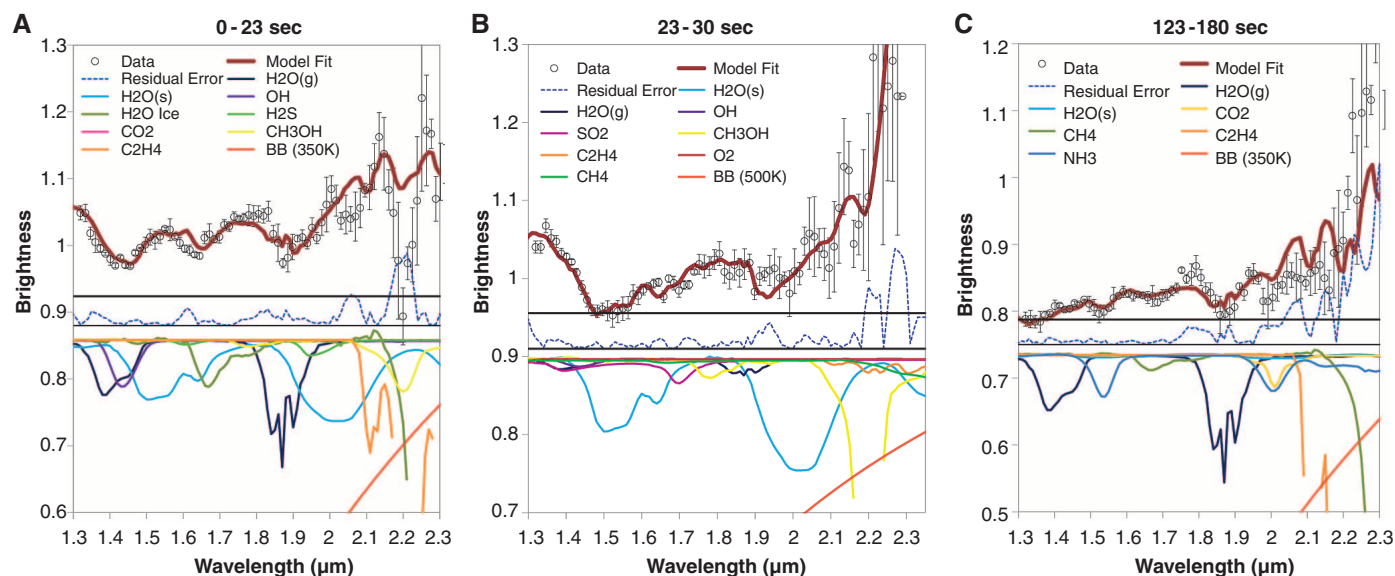 A
0-23 sec
1.3
Data
Model Fit
Residual Error
H2O(g)
H2O(s)
OH
H2O Ice
H2S
CO2
CH3OH
C2H4
BB (350K)
1.2
1.1
1
0.9
0.8
0.7
0.6
Brightness
1.3 1.4 1.5 1.6 1.7 1.8 1.9 2 2.1 2.2 2.3
Wavelength (µm)
B
23-30 sec
1.3
Data
Model Fit
Residual Error
H2O(s)
H2O(g)
OH
SO2
CH3OH
C2H4
O2
CH4
BB (500K)
1.2
1.1
1
0.9
0.8
0.7
Brightness
1.3 1.4 1.5 1.6 1.7 1.8 1.9 2 2.1 2.2 2.3
Wavelength (µm)
C
123-180 sec
1.2
Data
Model Fit
Residual Error
H2O(g)
H2O(s)
CO2
CH4
C2H4
NH3
BB (350K)
1.1
1
0.9
0.8
0.7
0.6
0.5
Brightness
1.3 1.4 1.5 1.6 1.7 1.8 1.9 2 2.1 2.2 2.3
Wavelength (µm)